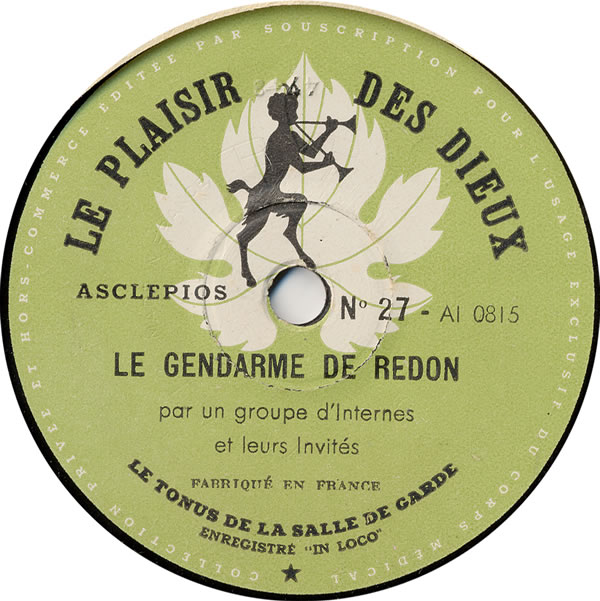 COLLECTION PRIVÉE ET HORS-COMMERCE ÉDITÉE PAR SOUSCRIPTION POUR L'USAGE EXCLUSIF DU CORPS MÉDICAL
LE PLAISIR DES DIEUX
ASCLEPIOS
No 27 - AI 0815
LE GENDARME DE REDON
par un groupe d'Internes
et leurs Invités
FABRIQUÉ EN FRANCE
LE TONUS DE LA SALLE DE GARDE
ENREGISTRÉ "IN LOCO"